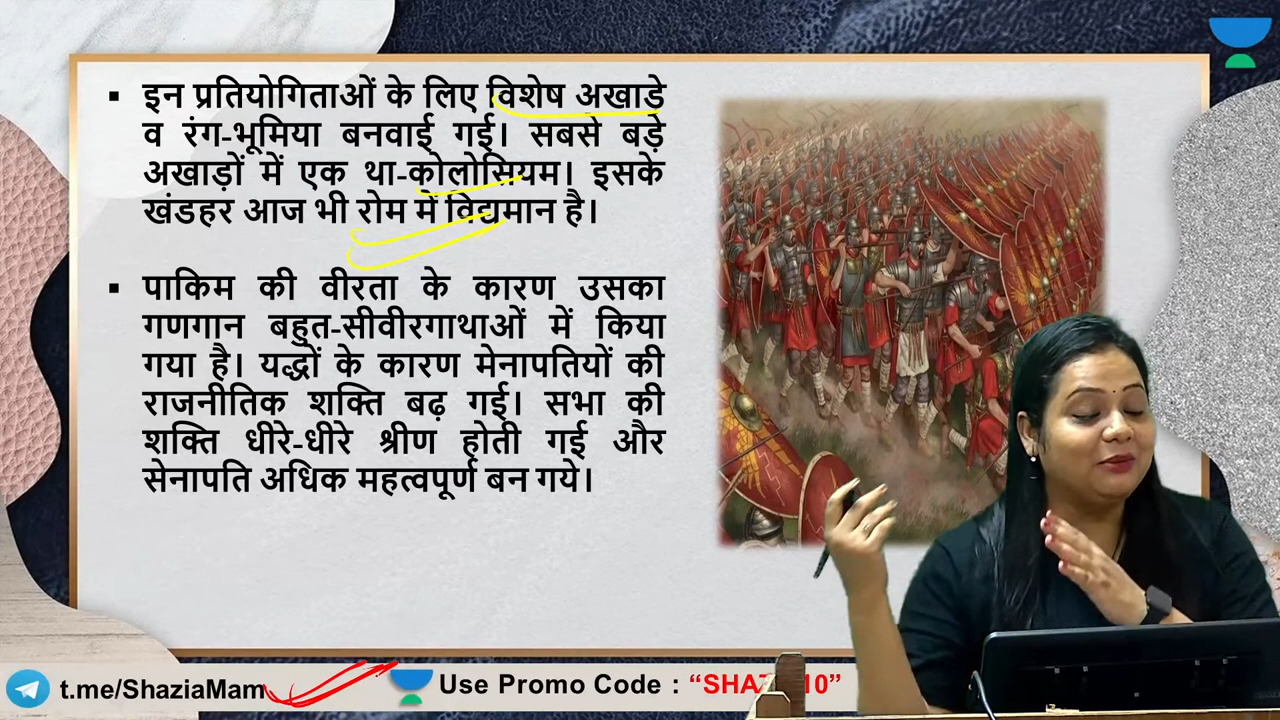 ▪ इन प्रतियोगिताओं के लिए विशेष अखाड़े
व रंग-भूमिया बनवाई गई। सबसे बड़े
अखाड़ों में एक था-कोलोसियम। इसके
खंडहर आज भी रोम में विद्यमान है।
▪ पाकिम की वीरता के कारण उसका
गणगान बहुत-सीवीरगाथाओं में किया
गया है। यद्धों के कारण मेनापतियों की
राजनीतिक शक्ति बढ़ गई। सभा की
शक्ति धीरे-धीरे श्रीण होती गई और
सेनापति अधिक महत्वपूर्ण बन गये।
t.me/ShaziaMam
Use Promo Code :